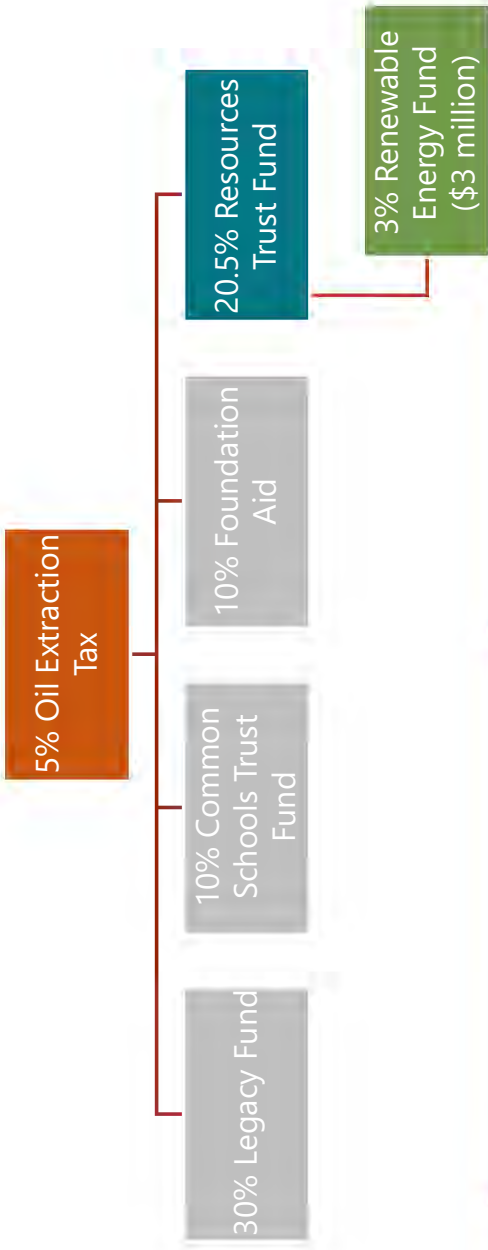 5% Oil Extraction
Tax
30% Legacy Fund
10% Common
Schools Trust
Fund
10% Foundation
Aid
20.5% Resources
Trust Fund
3% Renewable
Energy Fund
($3 million)